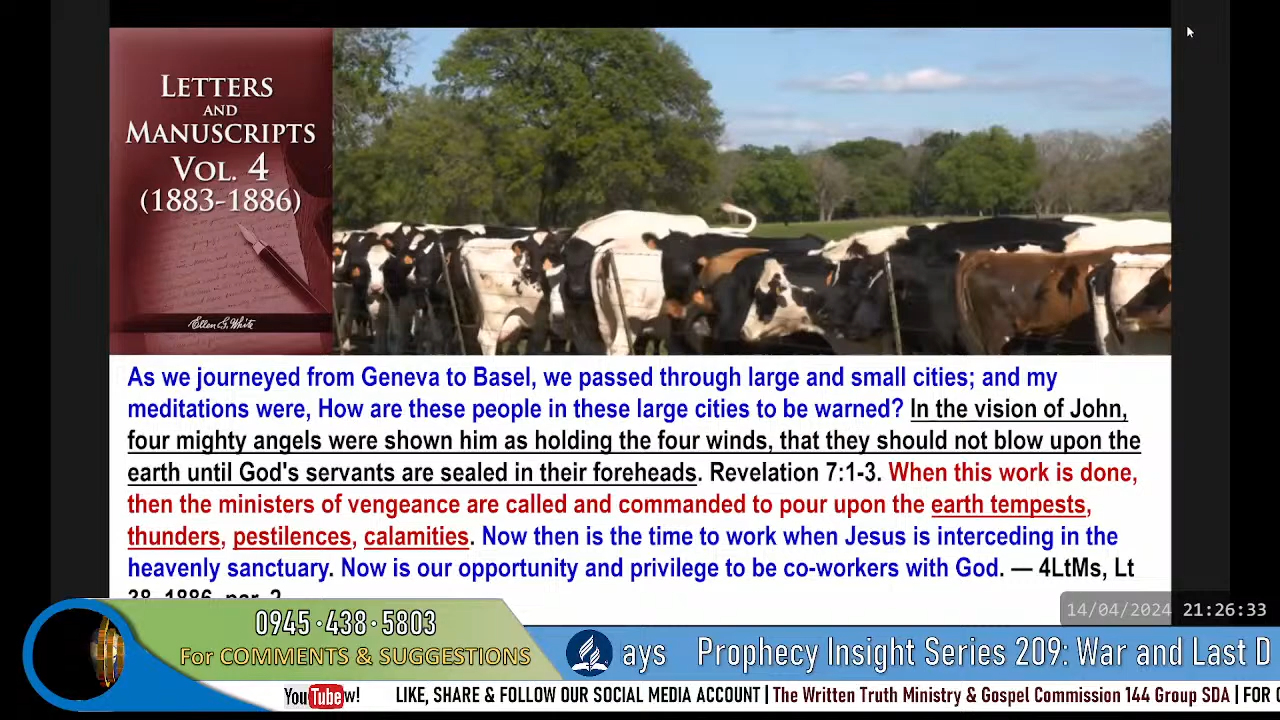 LETTERS
AND
MANUSCRIPTS
VOL. 4
(1883-1886)
Ellen G. White
As we journeyed from Geneva to Basel, we passed through large and small cities; and my
meditations were, How are these people in these large cities to be warned? In the vision of John,
four mighty angels were shown him as holding the four winds, that they should not blow upon the
earth until God's servants are sealed in their foreheads. Revelation 7:1-3. When this work is done,
then the ministers of vengeance are called and commanded to pour upon the earth tempests,
thunders, pestilences, calamities. Now then is the time to work when Jesus is interceding in the
heavenly sanctuary. Now is our opportunity and privilege to be co-workers with God. — 4LtMs, Lt
38, 1886, par. 2
14/04/2024 21:26:33
0945·438·5803
For COMMENTS & SUGGESTIONS
ays Prophecy Insight Series 209: War and Last D
YouTube w! LIKE, SHARE & FOLLOW OUR SOCIAL MEDIA ACCOUNT | The Written Truth Ministry & Gospel Commission 144 Group SDA | FOR